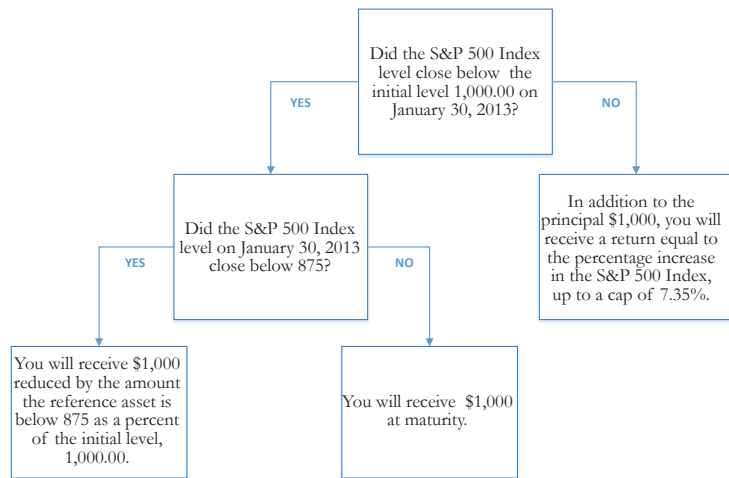 Did the S&P 500 Index
level close below the
initial level 1,000.00 on
January 30, 2013?
YES
NO
Did the S&P 500 Index
level on January 30, 2013
close below 875?
In addition to the
principal $1,000, you will
receive a return equal to
the percentage increase
in the S&P 500 Index,
up to a cap of 7.35%.
YES
NO
You will receive $1,000
reduced by the amount
the reference asset is
below 875 as a percent
of the initial level,
1,000.00.
You will receive $1,000
at maturity.